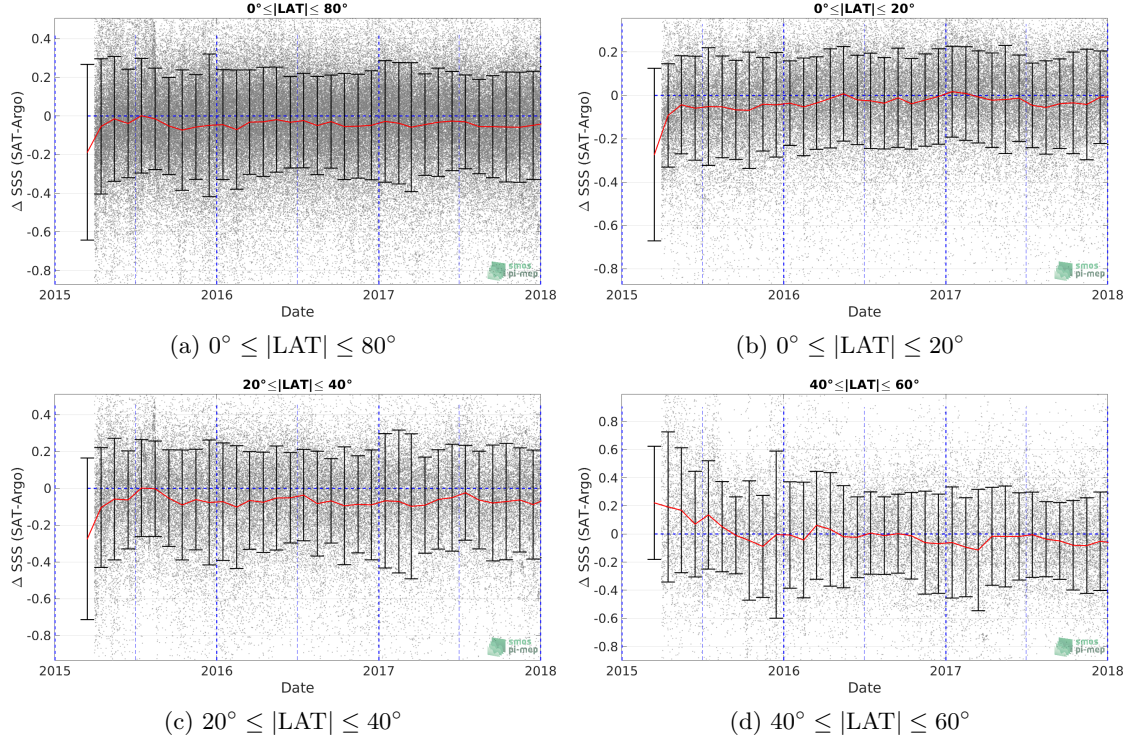 0°≤|LAT|≤ 80°
Δ SSS (SAT-Argo)
0.4
0.2
0
-0.2
-0.4
-0.6
-0.8
2015 2016 2017 2018
Date
smos
pi-mep
(a) 0° ≤ |LAT| ≤ 80°
0°≤|LAT|≤ 20°
Δ SSS (SAT-Argo)
0.2
0
-0.2
-0.4
-0.6
-0.8
2015 2016 2017 2018
Date
smos
pi-mep
(b) 0° ≤ |LAT| ≤ 20°
20°≤|LAT|≤ 40°
Δ SSS (SAT-Argo)
0.4
0.2
0
-0.2
-0.4
-0.6
-0.8
2015 2016 2017 2018
Date
smos
pi-mep
(c) 20° ≤ |LAT| ≤ 40°
40°≤|LAT|≤ 60°
Δ SSS (SAT-Argo)
0.8
0.6
0.4
0.2
0
-0.2
-0.4
-0.6
-0.8
2015 2016 2017 2018
Date
smos
pi-mep
(d) 40° ≤ |LAT| ≤ 60°